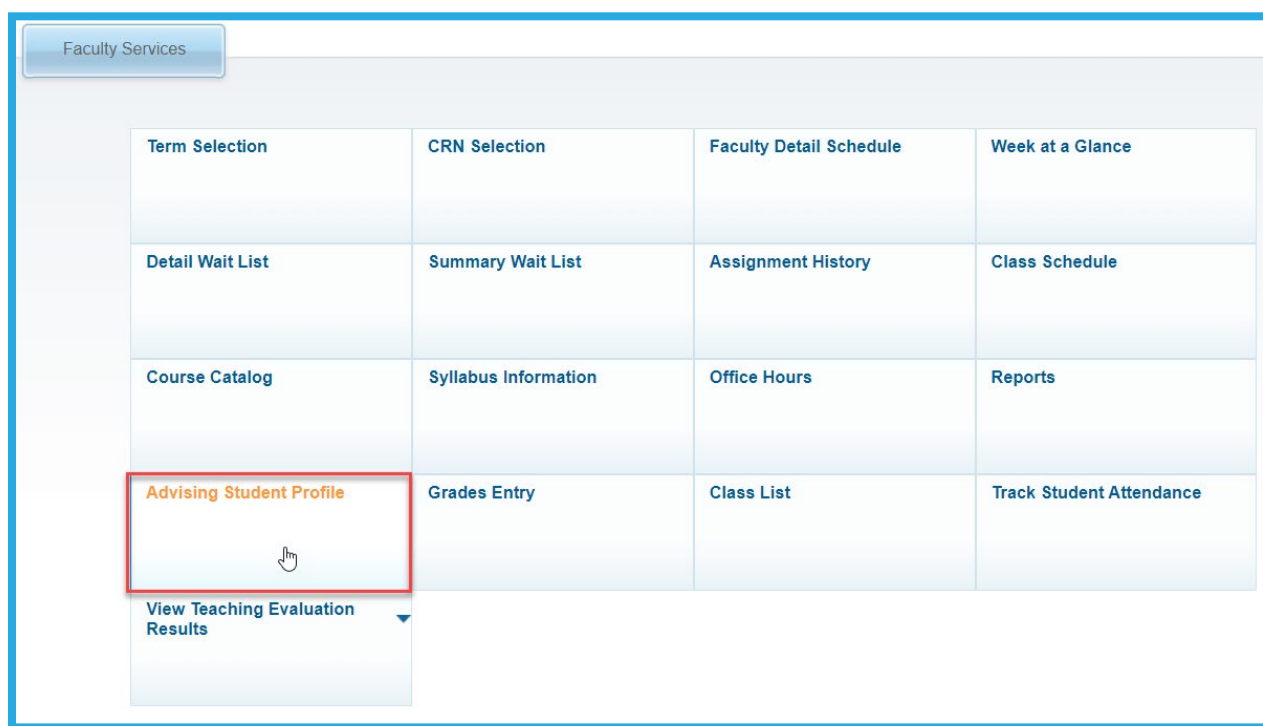 Faculty Services
Term Selection
CRN Selection
Faculty Detail Schedule
Week at a Glance
Detail Wait List
Summary Wait List
Assignment History
Class Schedule
Course Catalog
Syllabus Information
Office Hours
Reports
Advising Student Profile
Grades Entry
Class List
Track Student Attendance
View Teaching Evaluation
Results